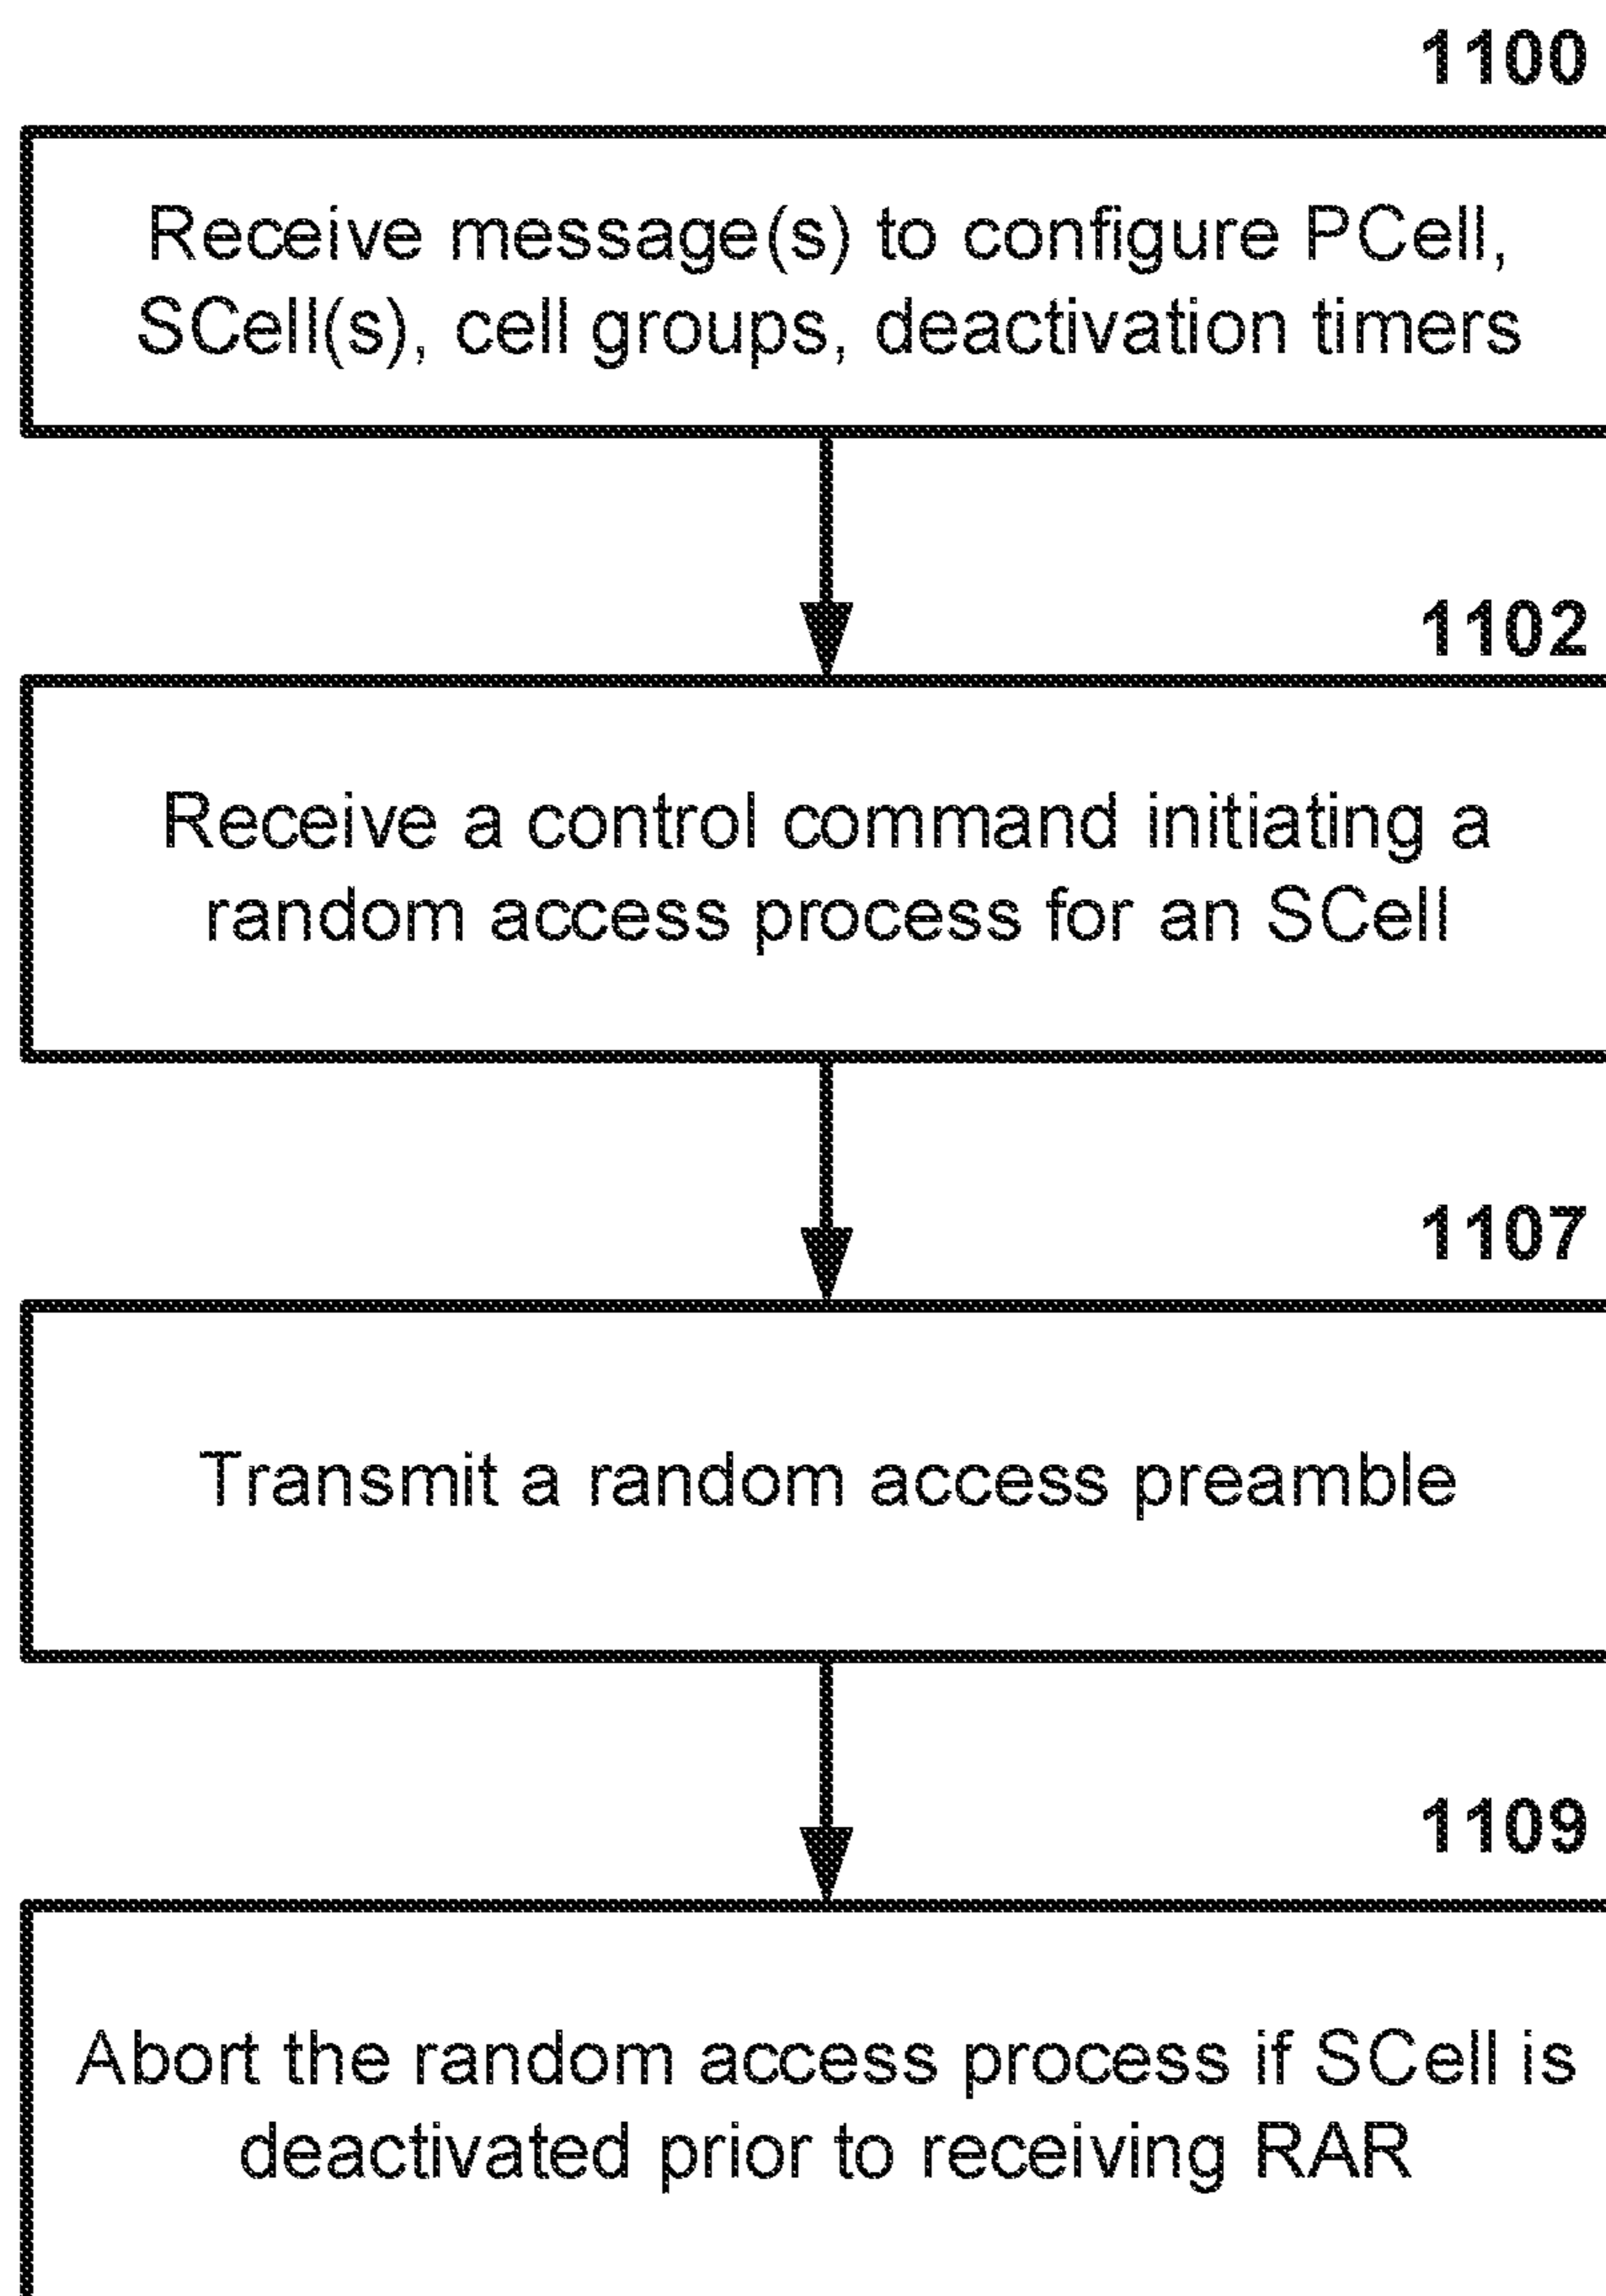 1100
Receive message(s) to configure PCell,
SCell(s), cell groups, deactivation timers
1102
Receive a control command initiating a
random access process for an SCell
1107
Transmit a random access preamble
1109
Abort the random access process if SCell is
deactivated prior to receiving RAR